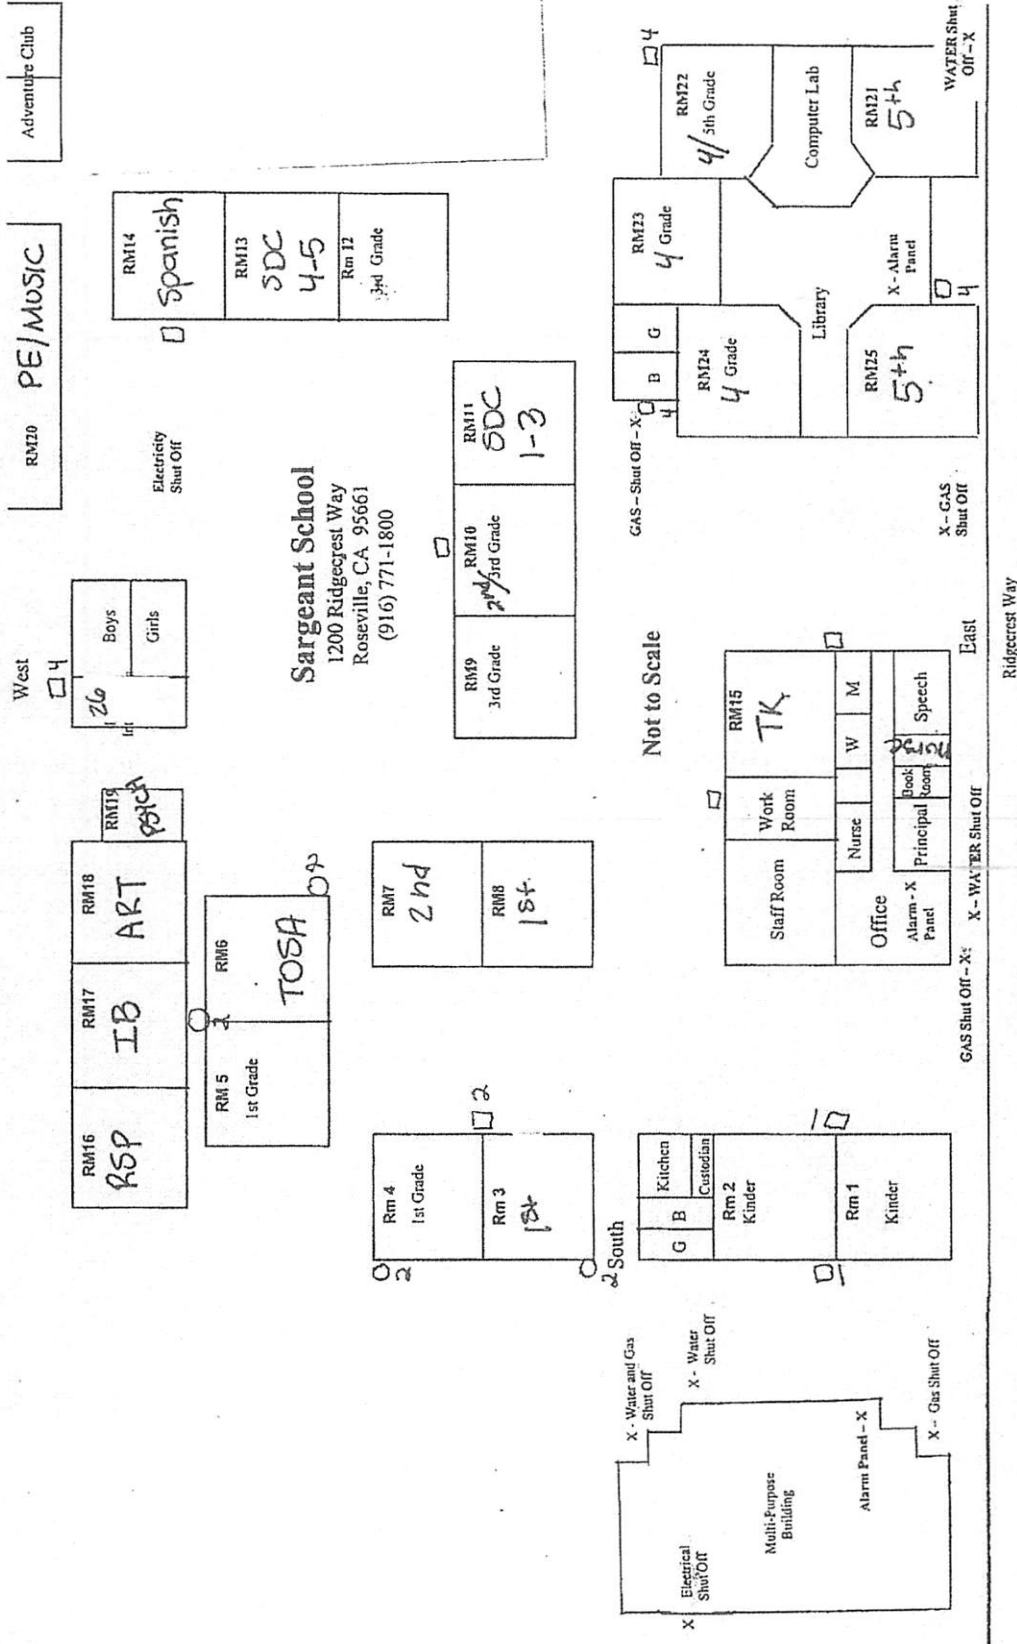 Adventure Club
RM20 PE/MUSIC
West
4
26
Boys
Girls
Electricity
Shut Off
RM14
Spanish
RM13
SDC
4-5
Rm 12
3rd Grade
RM16
RSP
RM17
IB
RM18
ART
RM19
PSYCH
RM 5
1st Grade
2
RM6
TOSA
2
Sargeant School
1200 Ridgecrest Way
Roseville, CA 95661
(916) 771-1800
Rm 4
1st Grade
2
Rm 3
1st
2
2
South
RM7
2nd
RM8
1st
RM9
3rd Grade
RM10
2nd/3rd Grade
RM11
SDC
1-3
Not to Scale
GAS – Shut Off – X
4
B
G
RM23
4 Grade
RM22
4/5th Grade
4
RM24
4 Grade
Library
Computer Lab
RM25
5th
X - Alarm
Panel
4
RM21
5th
WATER Shut
Off – X
X – GAS
Shut Off
X - Water and Gas
Shut Off
X - Water
Shut Off
X
Electrical
Shut Off
Multi-Purpose
Building
Alarm Panel – X
X – Gas Shut Off
G
B
Kitchen
Custodian
Rm 2
Kinder
1
1
Rm 1
Kinder
Staff Room
Work
Room
RM15
TK
Nurse
W
M
Office
Alarm - X
Panel
Principal
Book
Room
Speech
GAS Shut Off – X
X – WATER Shut Off
East
Ridgecrest Way